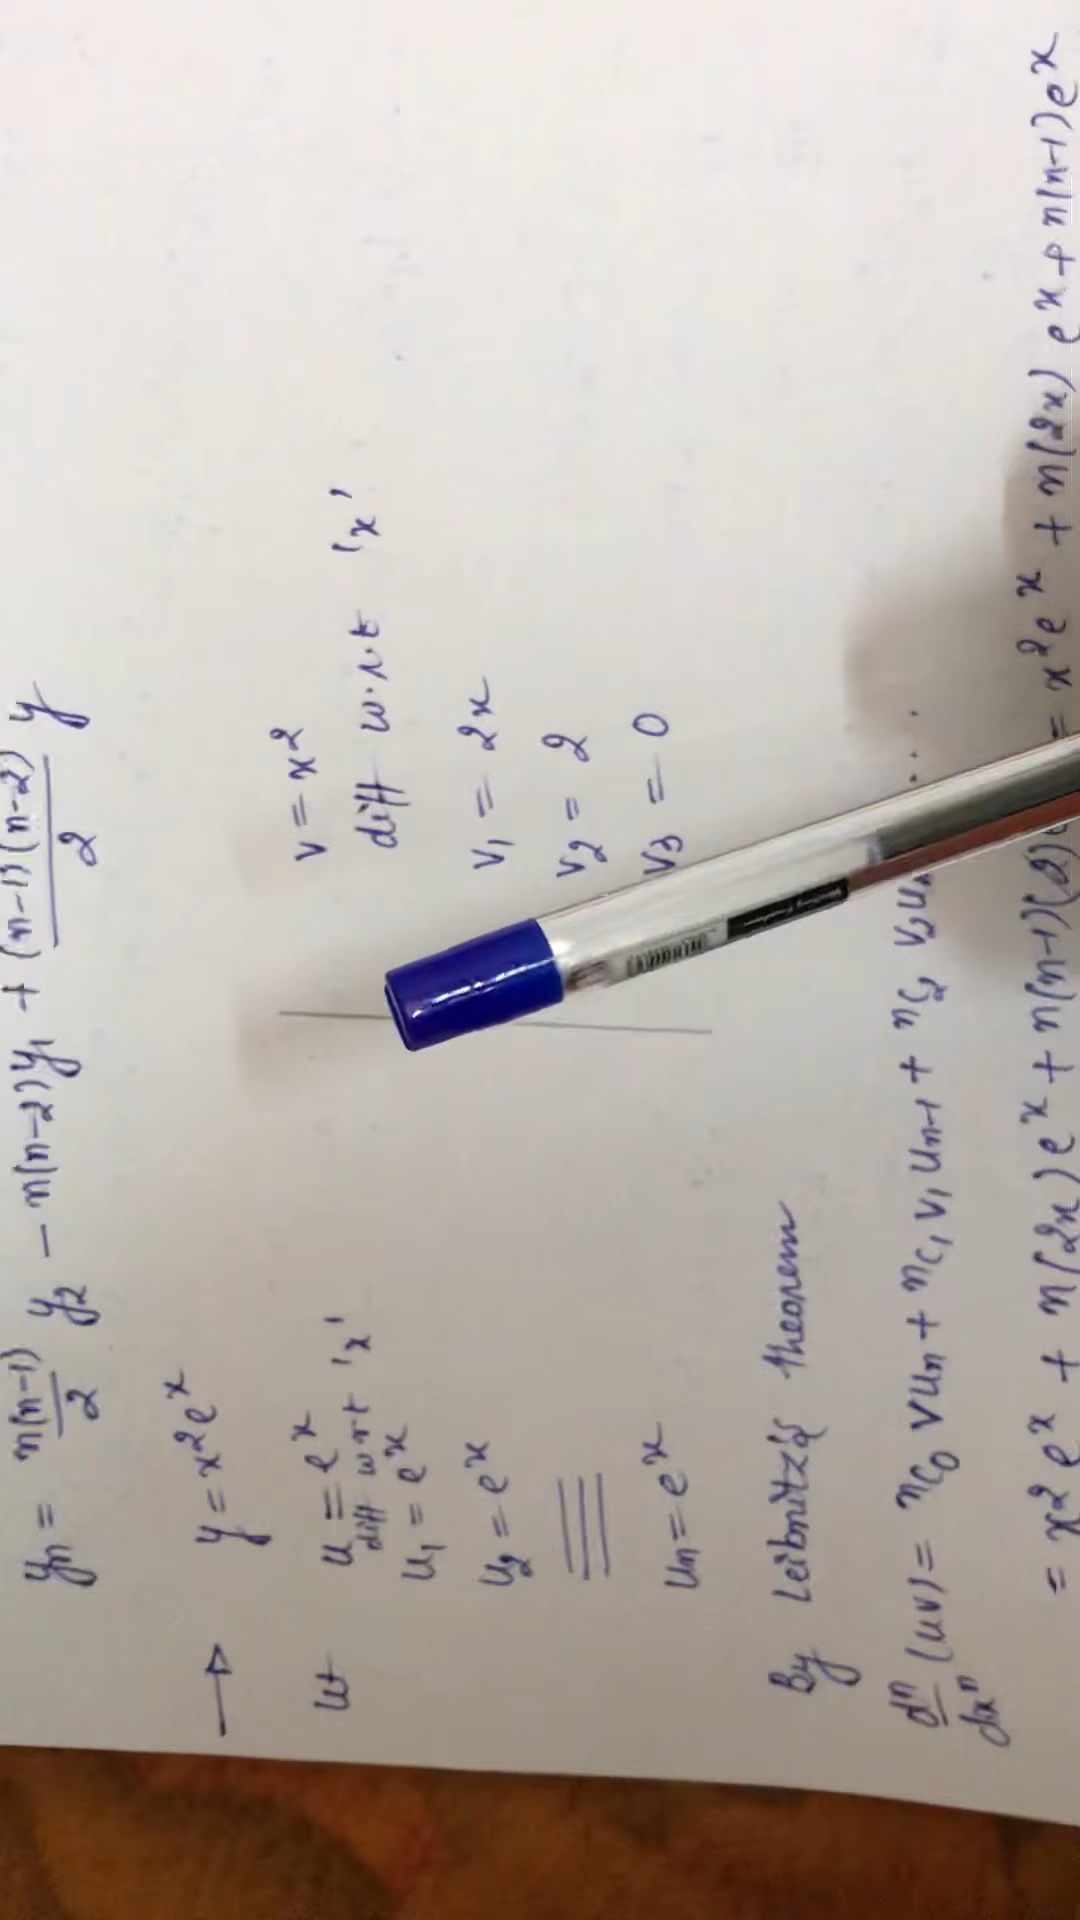 yn = n(n-1)/2 y2 - n(n-2)y1 + (n-1)(n-2)/2 y
→ y = x²eˣ
let u = eˣ
v = x²
diff wrt 'x'
diff w.r.t 'x'
u1 = eˣ
v1 = 2x
u2 = eˣ
v2 = 2
v3 = 0
un = eˣ
By Leibnitz's theorem
dⁿ/dxⁿ (uv) = nC0 vun + nC1 v1 un-1 + nC2 v2 u ...
= x²eˣ + n(2x)eˣ + n(n-1)(2) = x²eˣ + n(2x) eˣ + n(n-1)eˣ